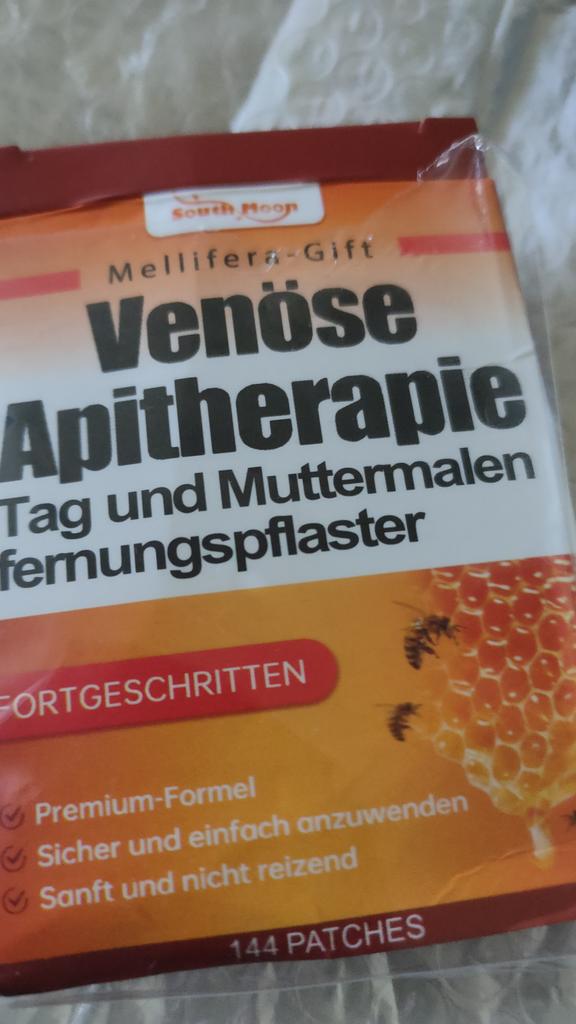 South Moon
Mellifera-Gift
Venöse
Apitherapie
Tag und Muttermalen
fernungspflaster
FORTGESCHRITTEN
Premium-Formel
Sicher und einfach anzuwenden
Sanft und nicht reizend
144 PATCHES